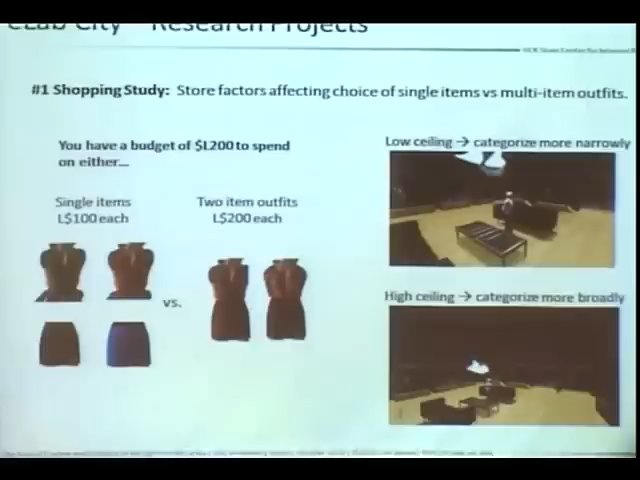 eLab City – Research Projects
#1 Shopping Study: Store factors affecting choice of single items vs multi-item outfits.
You have a budget of $L200 to spend
on either...
Single items
L$100 each
Two item outfits
L$200 each
vs.
Low ceiling → categorize more narrowly
High ceiling → categorize more broadly